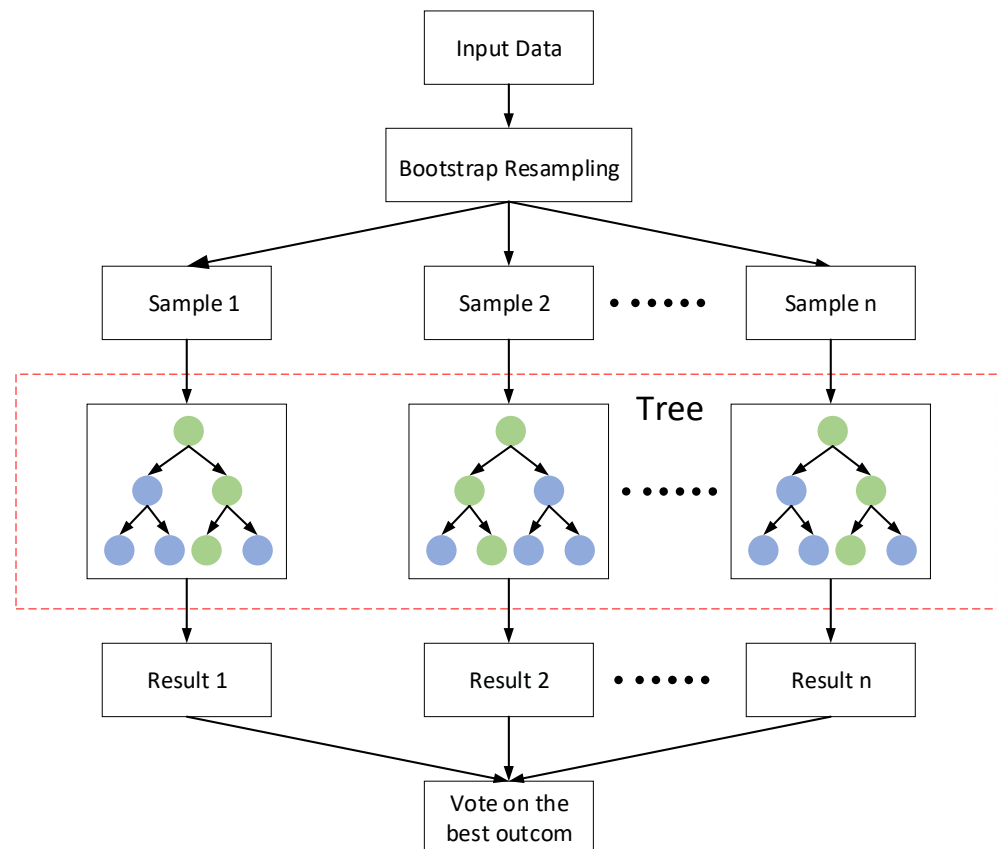 Input Data
Bootstrap Resampling
Sample 1
Sample 2
Sample n
Tree
Result 1
Result 2
Result n
Vote on the
best outcom